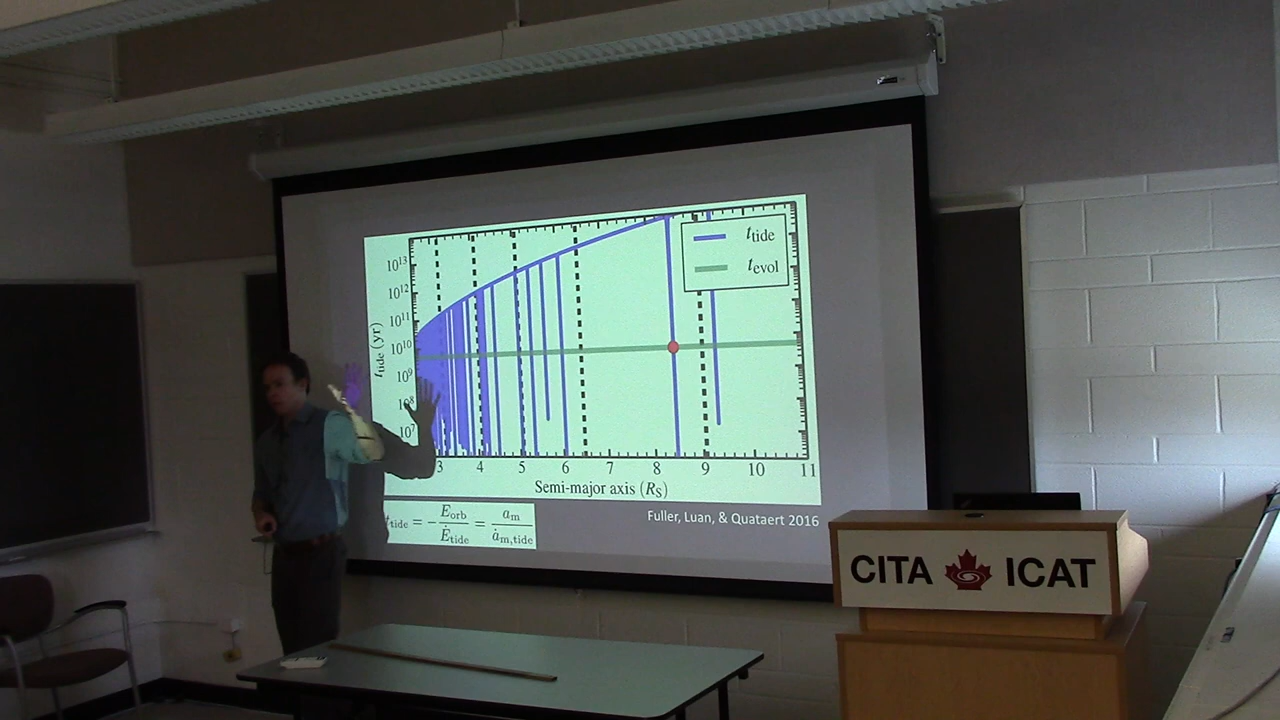 t_tide
t_evol
10^13
10^12
10^11
10^10
10^9
10^8
10^7
t_tide (yr)
3 4 5 6 7 8 9 10 11
Semi-major axis (R_S)
Fuller, Luan, & Quataert 2016
t_tide = - E_orb / Ė_tide = a_m / ȧ_m,tide
CITA ICAT